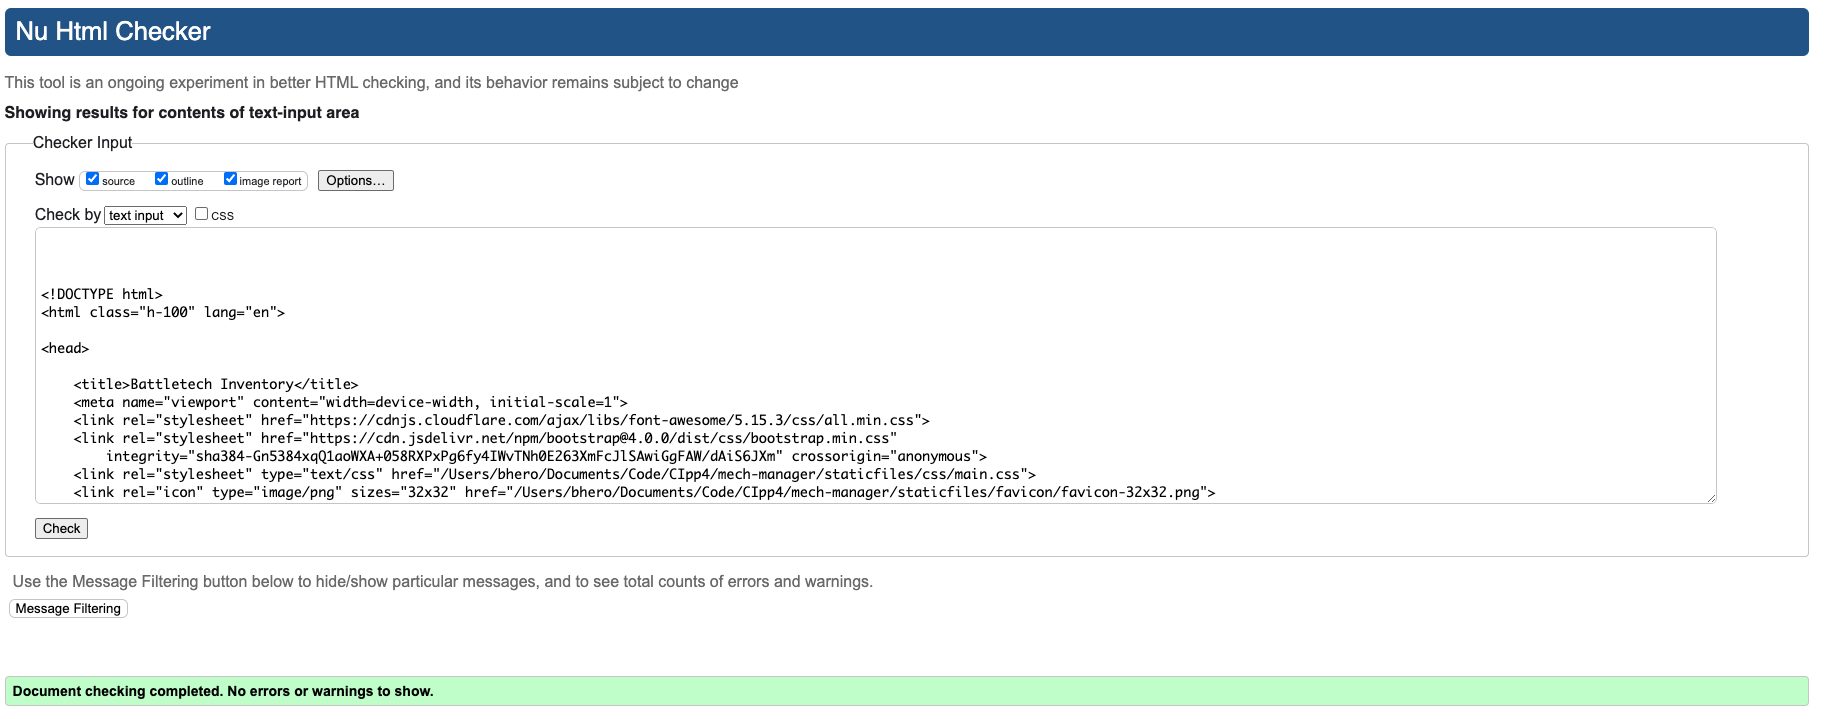 Nu Html Checker
This tool is an ongoing experiment in better HTML checking, and its behavior remains subject to change
Showing results for contents of text-input area
Checker Input
Show source outline image report Options...
Check by text input css
<!DOCTYPE html>
<html class="h-100" lang="en">
<head>
<title>Battletech Inventory</title>
<meta name="viewport" content="width=device-width, initial-scale=1">
<link rel="stylesheet" href="https://cdnjs.cloudflare.com/ajax/libs/font-awesome/5.15.3/css/all.min.css">
<link rel="stylesheet" href="https://cdn.jsdelivr.net/npm/bootstrap@4.0.0/dist/css/bootstrap.min.css"
integrity="sha384-Gn5384xqQ1aoWXA+058RXPxPg6fy4IWvTNh0E263XmFcJlSAwiGgFAW/dAiS6JXm" crossorigin="anonymous">
<link rel="stylesheet" type="text/css" href="/Users/bhero/Documents/Code/CIpp4/mech-manager/staticfiles/css/main.css">
<link rel="icon" type="image/png" sizes="32x32" href="/Users/bhero/Documents/Code/CIpp4/mech-manager/staticfiles/favicon/favicon-32x32.png">
Check
Use the Message Filtering button below to hide/show particular messages, and to see total counts of errors and warnings.
Message Filtering
Document checking completed. No errors or warnings to show.